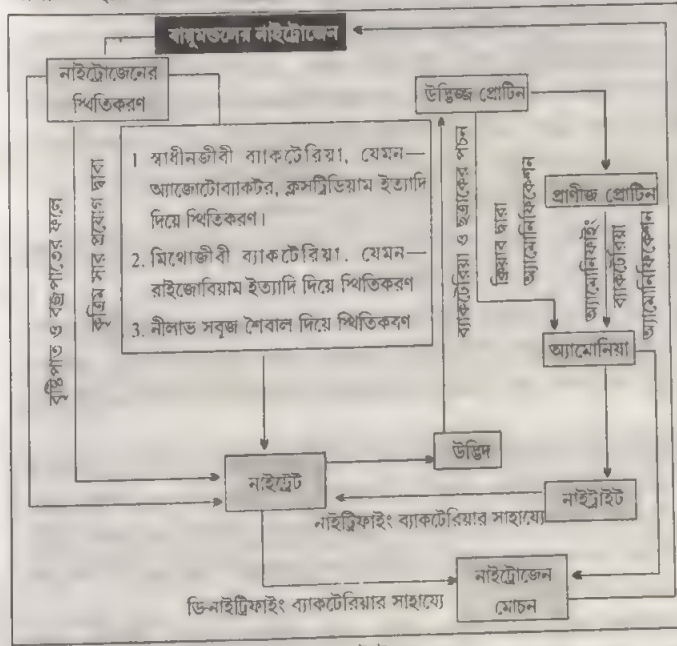 বায়ুমণ্ডলের নাইট্রোজেন
নাইট্রোজেনের
স্থিতিকরণ
বৃষ্টিপাত ও বজ্রপাতের ফলে
কৃত্রিম সার প্রয়োগ দ্বারা
1 স্বাধীনজীবী ব্যাকটেরিয়া, যেমন—
অ্যাজোটোব্যাকটর, ক্লসট্রিডিয়াম ইত্যাদি
দিয়ে স্থিতিকরণ।
2. মিথোজীবী ব্যাকটেরিয়া. যেমন—
রাইজোবিয়াম ইত্যাদি দিয়ে স্থিতিকরণ
3. নীলাভ সবুজ শৈবাল দিয়ে স্থিতিকরণ
উদ্ভিজ্জ প্রোটিন
ব্যাকটেরিয়া ও ছত্রাকের পচন
ক্রিয়ার দ্বারা
অ্যামোনিফিকেশন
প্রাণীজ প্রোটিন
অ্যামোনিফাইং
ব্যাকটেরিয়া
অ্যামোনিফিকেশন
অ্যামোনিয়া
উদ্ভিদ
নাইট্রেট
নাইট্রাইট
নাইট্রিফাইং ব্যাকটেরিয়ার সাহায্যে
নাইট্রোজেন
মোচন
ডি-নাইট্রিফাইং ব্যাকটেরিয়ার সাহায্যে